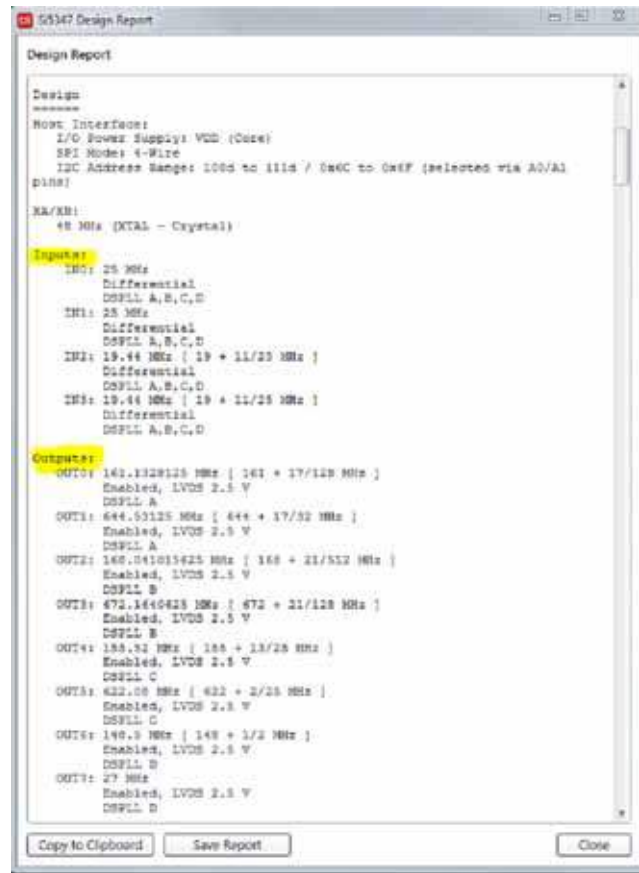 Si5347 Design Report
Design Report
Design
======
Host Interface:
I/O Power Supply: VDD (Core)
SPI Mode: 4-Wire
I2C Address Range: 108d to 111d / 0x6C to 0x6F (selected via A0/A1
pins)
XA/XB:
48 MHz (XTAL - Crystal)
Inputs:
IN0: 25 MHz
Differential
DSPLL A,B,C,D
IN1: 25 MHz
Differential
DSPLL A,B,C,D
IN2: 19.44 MHz [ 19 + 11/25 MHz ]
Differential
DSPLL A,B,C,D
IN3: 19.44 MHz [ 19 + 11/25 MHz ]
Differential
DSPLL A,B,C,D
Outputs:
OUT0: 161.1328125 MHz [ 161 + 17/128 MHz ]
Enabled, LVDS 2.5 V
DSPLL A
OUT1: 644.53125 MHz [ 644 + 17/32 MHz ]
Enabled, LVDS 2.5 V
DSPLL A
OUT2: 168.041015625 MHz [ 168 + 21/512 MHz ]
Enabled, LVDS 2.5 V
DSPLL B
OUT3: 672.1640625 MHz [ 672 + 21/128 MHz ]
Enabled, LVDS 2.5 V
DSPLL B
OUT4: 155.52 MHz [ 155 + 13/25 MHz ]
Enabled, LVDS 2.5 V
DSPLL C
OUT5: 622.08 MHz [ 622 + 2/25 MHz ]
Enabled, LVDS 2.5 V
DSPLL C
OUT6: 148.5 MHz [ 148 + 1/2 MHz ]
Enabled, LVDS 2.5 V
DSPLL D
OUT7: 27 MHz
Enabled, LVDS 2.5 V
DSPLL D
Copy to Clipboard
Save Report
Close